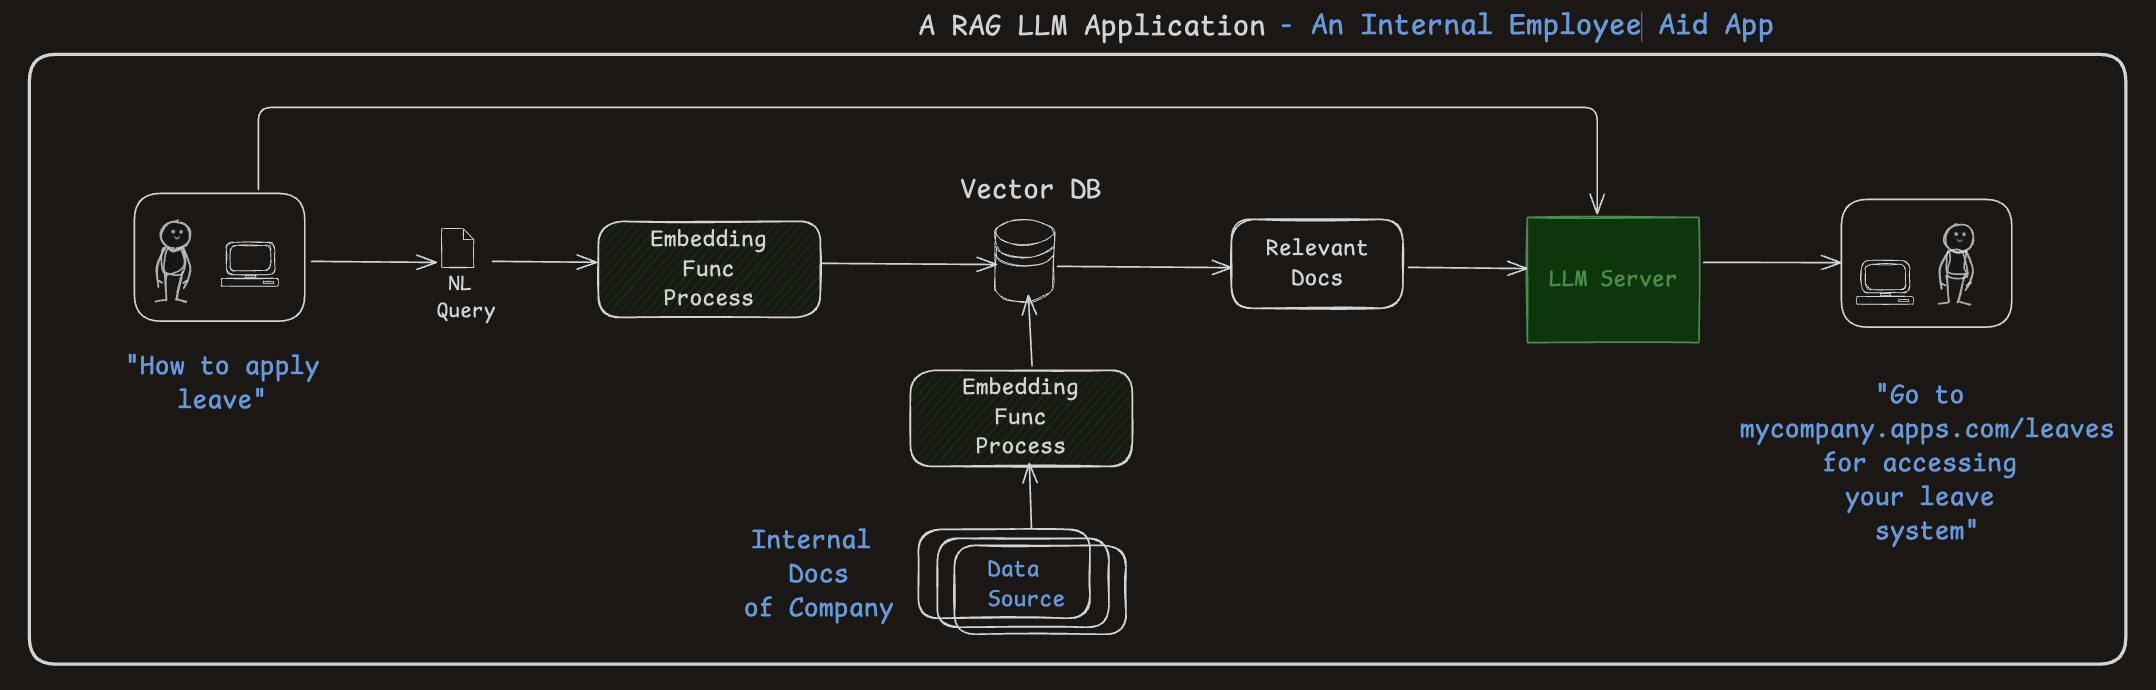 A RAG LLM Application - An Internal Employee Aid App
Vector DB
Embedding
Func
Process
Relevant
Docs
LLM Server
NL
Query
"How to apply
leave"
Embedding
Func
Process
"Go to
mycompany.apps.com/leaves
for accessing
your leave
system"
Internal
Docs
of Company
Data
Source